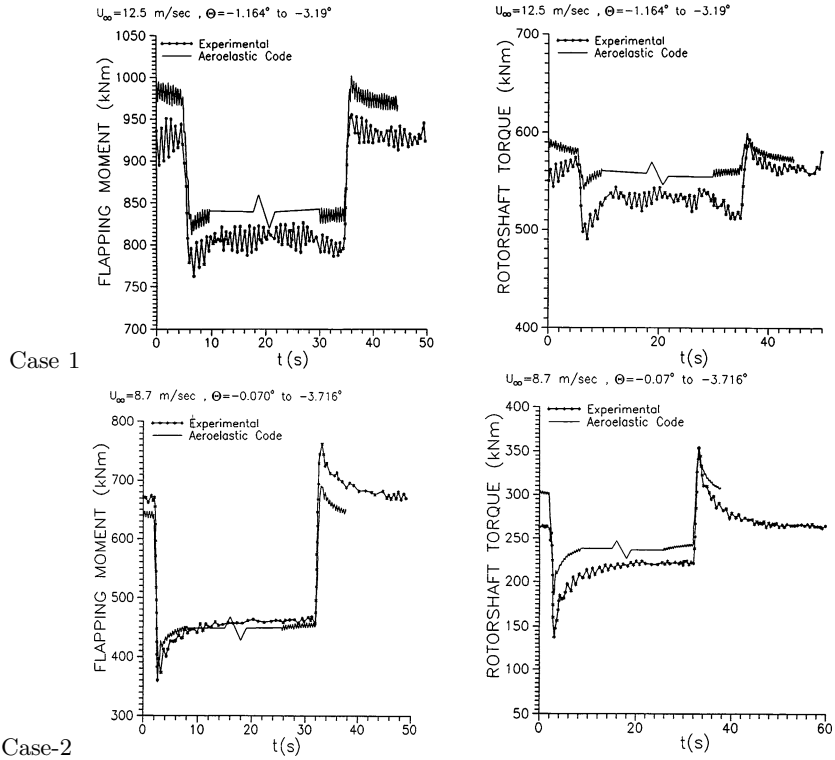 U∞=12.5 m/sec , Θ=−1.164° to −3.19°
Experimental
Aeroelastic Code
FLAPPING MOMENT (kNm)
1050
1000
950
900
850
800
750
700
0 10 20 30 40 50
t(s)
U∞=12.5 m/sec , Θ=−1.164° to −3.19°
Experimental
Aeroelastic Code
ROTORSHAFT TORQUE (kNm)
700
600
500
400
0 20 40
t(s)
Case 1
U∞=8.7 m/sec , Θ=−0.070° to −3.716°
Experimental
Aeroelastic Code
FLAPPING MOMENT (kNm)
800
700
600
500
400
300
0 10 20 30 40 50
t(s)
U∞=8.7 m/sec , Θ=−0.07° to −3.716°
Experimental
Aeroelastic Code
ROTORSHAFT TORQUE (kNm)
400
350
300
250
200
150
100
50
0 20 40 60
t(s)
Case-2